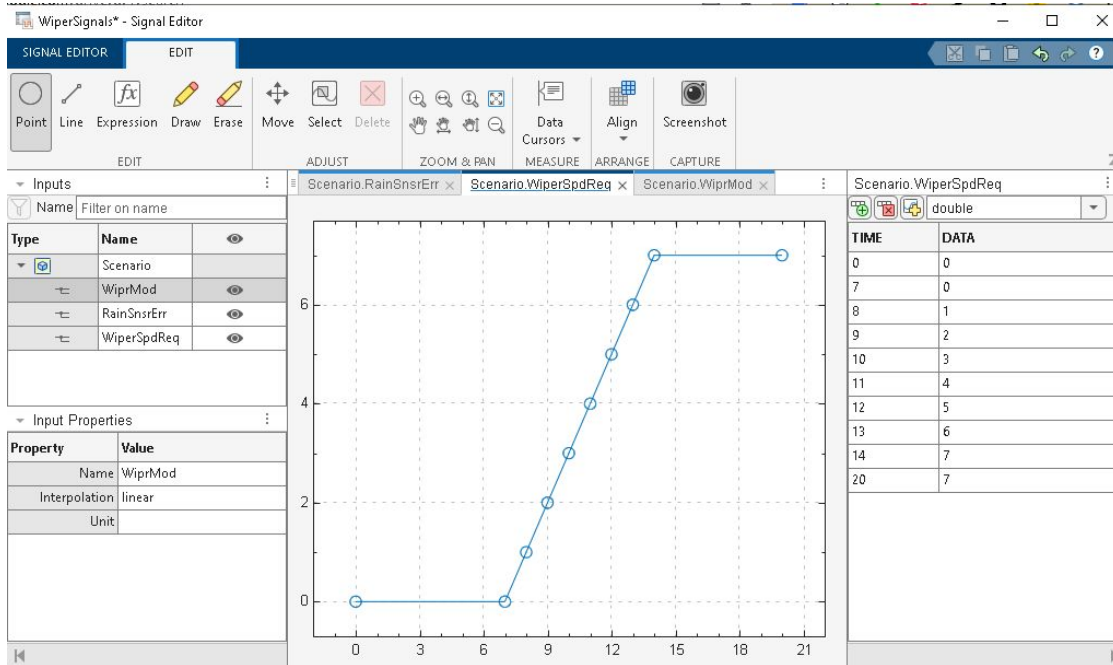 WiperSignals* - Signal Editor
SIGNAL EDITOR EDIT
Point Line Expression Draw Erase Move Select Delete Data Cursors Align Screenshot
EDIT ADJUST ZOOM & PAN MEASURE ARRANGE CAPTURE
Inputs
Name Filter on name
Type Name
Scenario
WiprMod
RainSnsrErr
WiperSpdReq
Input Properties
Property Value
Name WiprMod
Interpolation linear
Unit
Scenario.RainSnsrErr Scenario.WiperSpdReq Scenario.WiprMod
6
4
2
0
0 3 6 9 12 15 18 21
Scenario.WiperSpdReq
double
TIME DATA
0 0
7 0
8 1
9 2
10 3
11 4
12 5
13 6
14 7
20 7